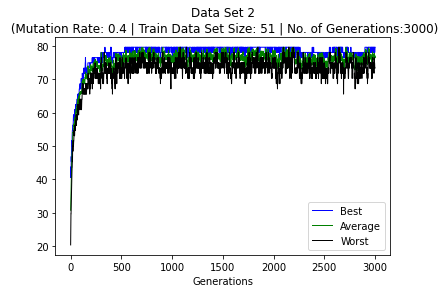 Data Set 2
(Mutation Rate: 0.4 | Train Data Set Size: 51 | No. of Generations:3000)
80
70
60
50
40
30
20
Best
Average
Worst
0 500 1000 1500 2000 2500 3000
Generations